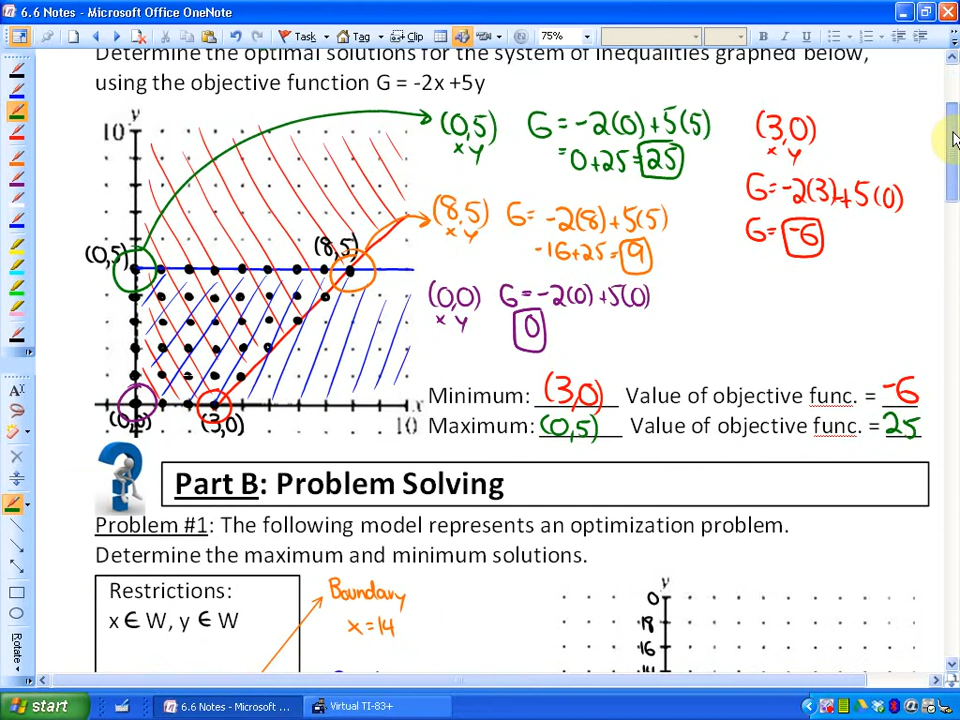 6.6 Notes - Microsoft Office OneNote
Task Tag Clip 75% B I U
Determine the optimal solutions for the system of inequalities graphed below,
using the objective function G = -2x +5y
y
10
(0,5) G = -2(0) + 5(5)
x y = 0+25 = 25
(3,0)
x y
G = -2(3) + 5(0)
G = -6
(8,5) G = -2(8) + 5(5)
x y -16+25 = 9
(0,5) (8,5)
(0,0) G = -2(0) + 5(0)
x y 0
(0,0) (3,0) 10 x
Minimum: (3,0) Value of objective func. = -6
Maximum: (0,5) Value of objective func. = 25
Part B: Problem Solving
Problem #1: The following model represents an optimization problem.
Determine the maximum and minimum solutions.
Restrictions:
x ∈ W, y ∈ W
Boundary
x = 14
y
0
18
16
14
Rotate
start 6.6 Notes - Microsoft ... Virtual TI-83+